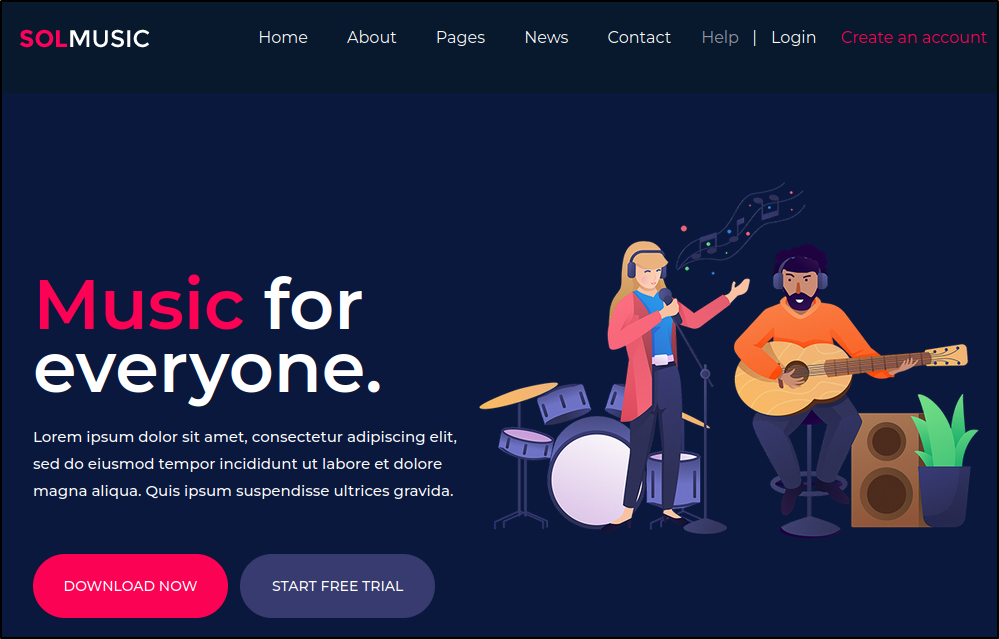 SOLMUSIC Home About Pages News Contact Help | Login Create an account
Music for
everyone.
Lorem ipsum dolor sit amet, consectetur adipiscing elit,
sed do eiusmod tempor incididunt ut labore et dolore
magna aliqua. Quis ipsum suspendisse ultrices gravida.
DOWNLOAD NOW START FREE TRIAL